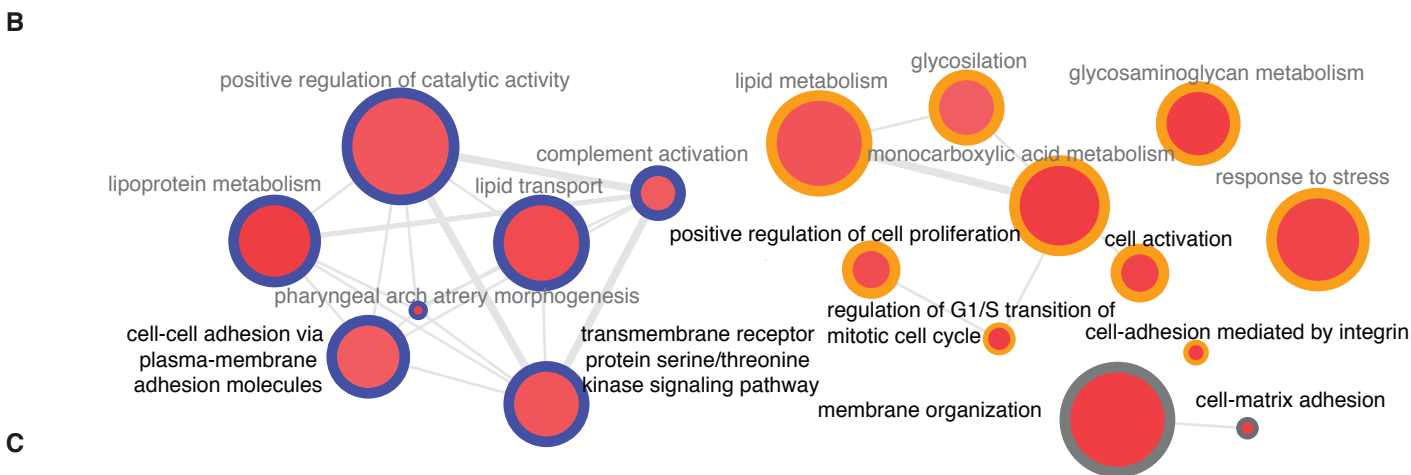 B
positive regulation of catalytic activity
lipid metabolism
glycosilation
glycosaminoglycan metabolism
complement activation
monocarboxylic acid metabolism
lipoprotein metabolism
lipid transport
response to stress
positive regulation of cell proliferation
cell activation
pharyngeal arch atrery morphogenesis
cell-cell adhesion via
plasma-membrane
adhesion molecules
transmembrane receptor
protein serine/threonine
kinase signaling pathway
regulation of G1/S transition of
mitotic cell cycle
cell-adhesion mediated by integrin
membrane organization
cell-matrix adhesion
C